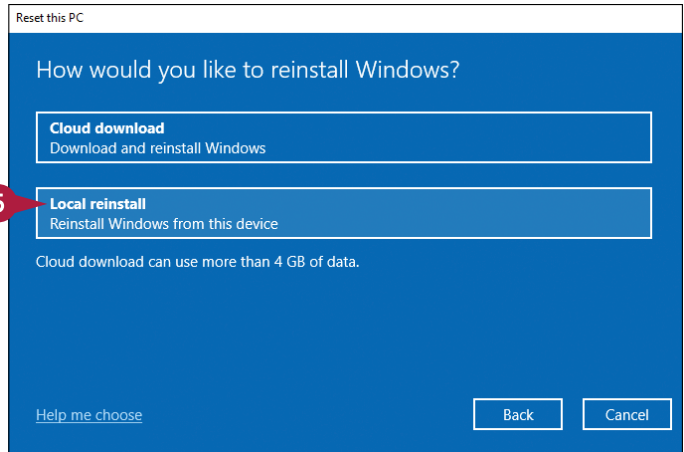 Reset this PC
How would you like to reinstall Windows?
Cloud download
Download and reinstall Windows
Local reinstall
Reinstall Windows from this device
Cloud download can use more than 4 GB of data.
Help me choose
Back
Cancel